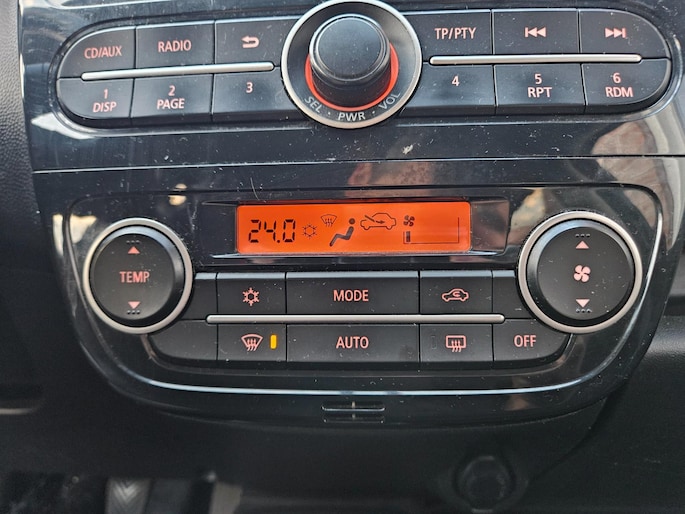 CD/AUX RADIO TP/PTY
1 DISP 2 PAGE 3 4 5 RPT 6 RDM
SEL · PWR · VOL
24.0
TEMP
MODE
AUTO OFF